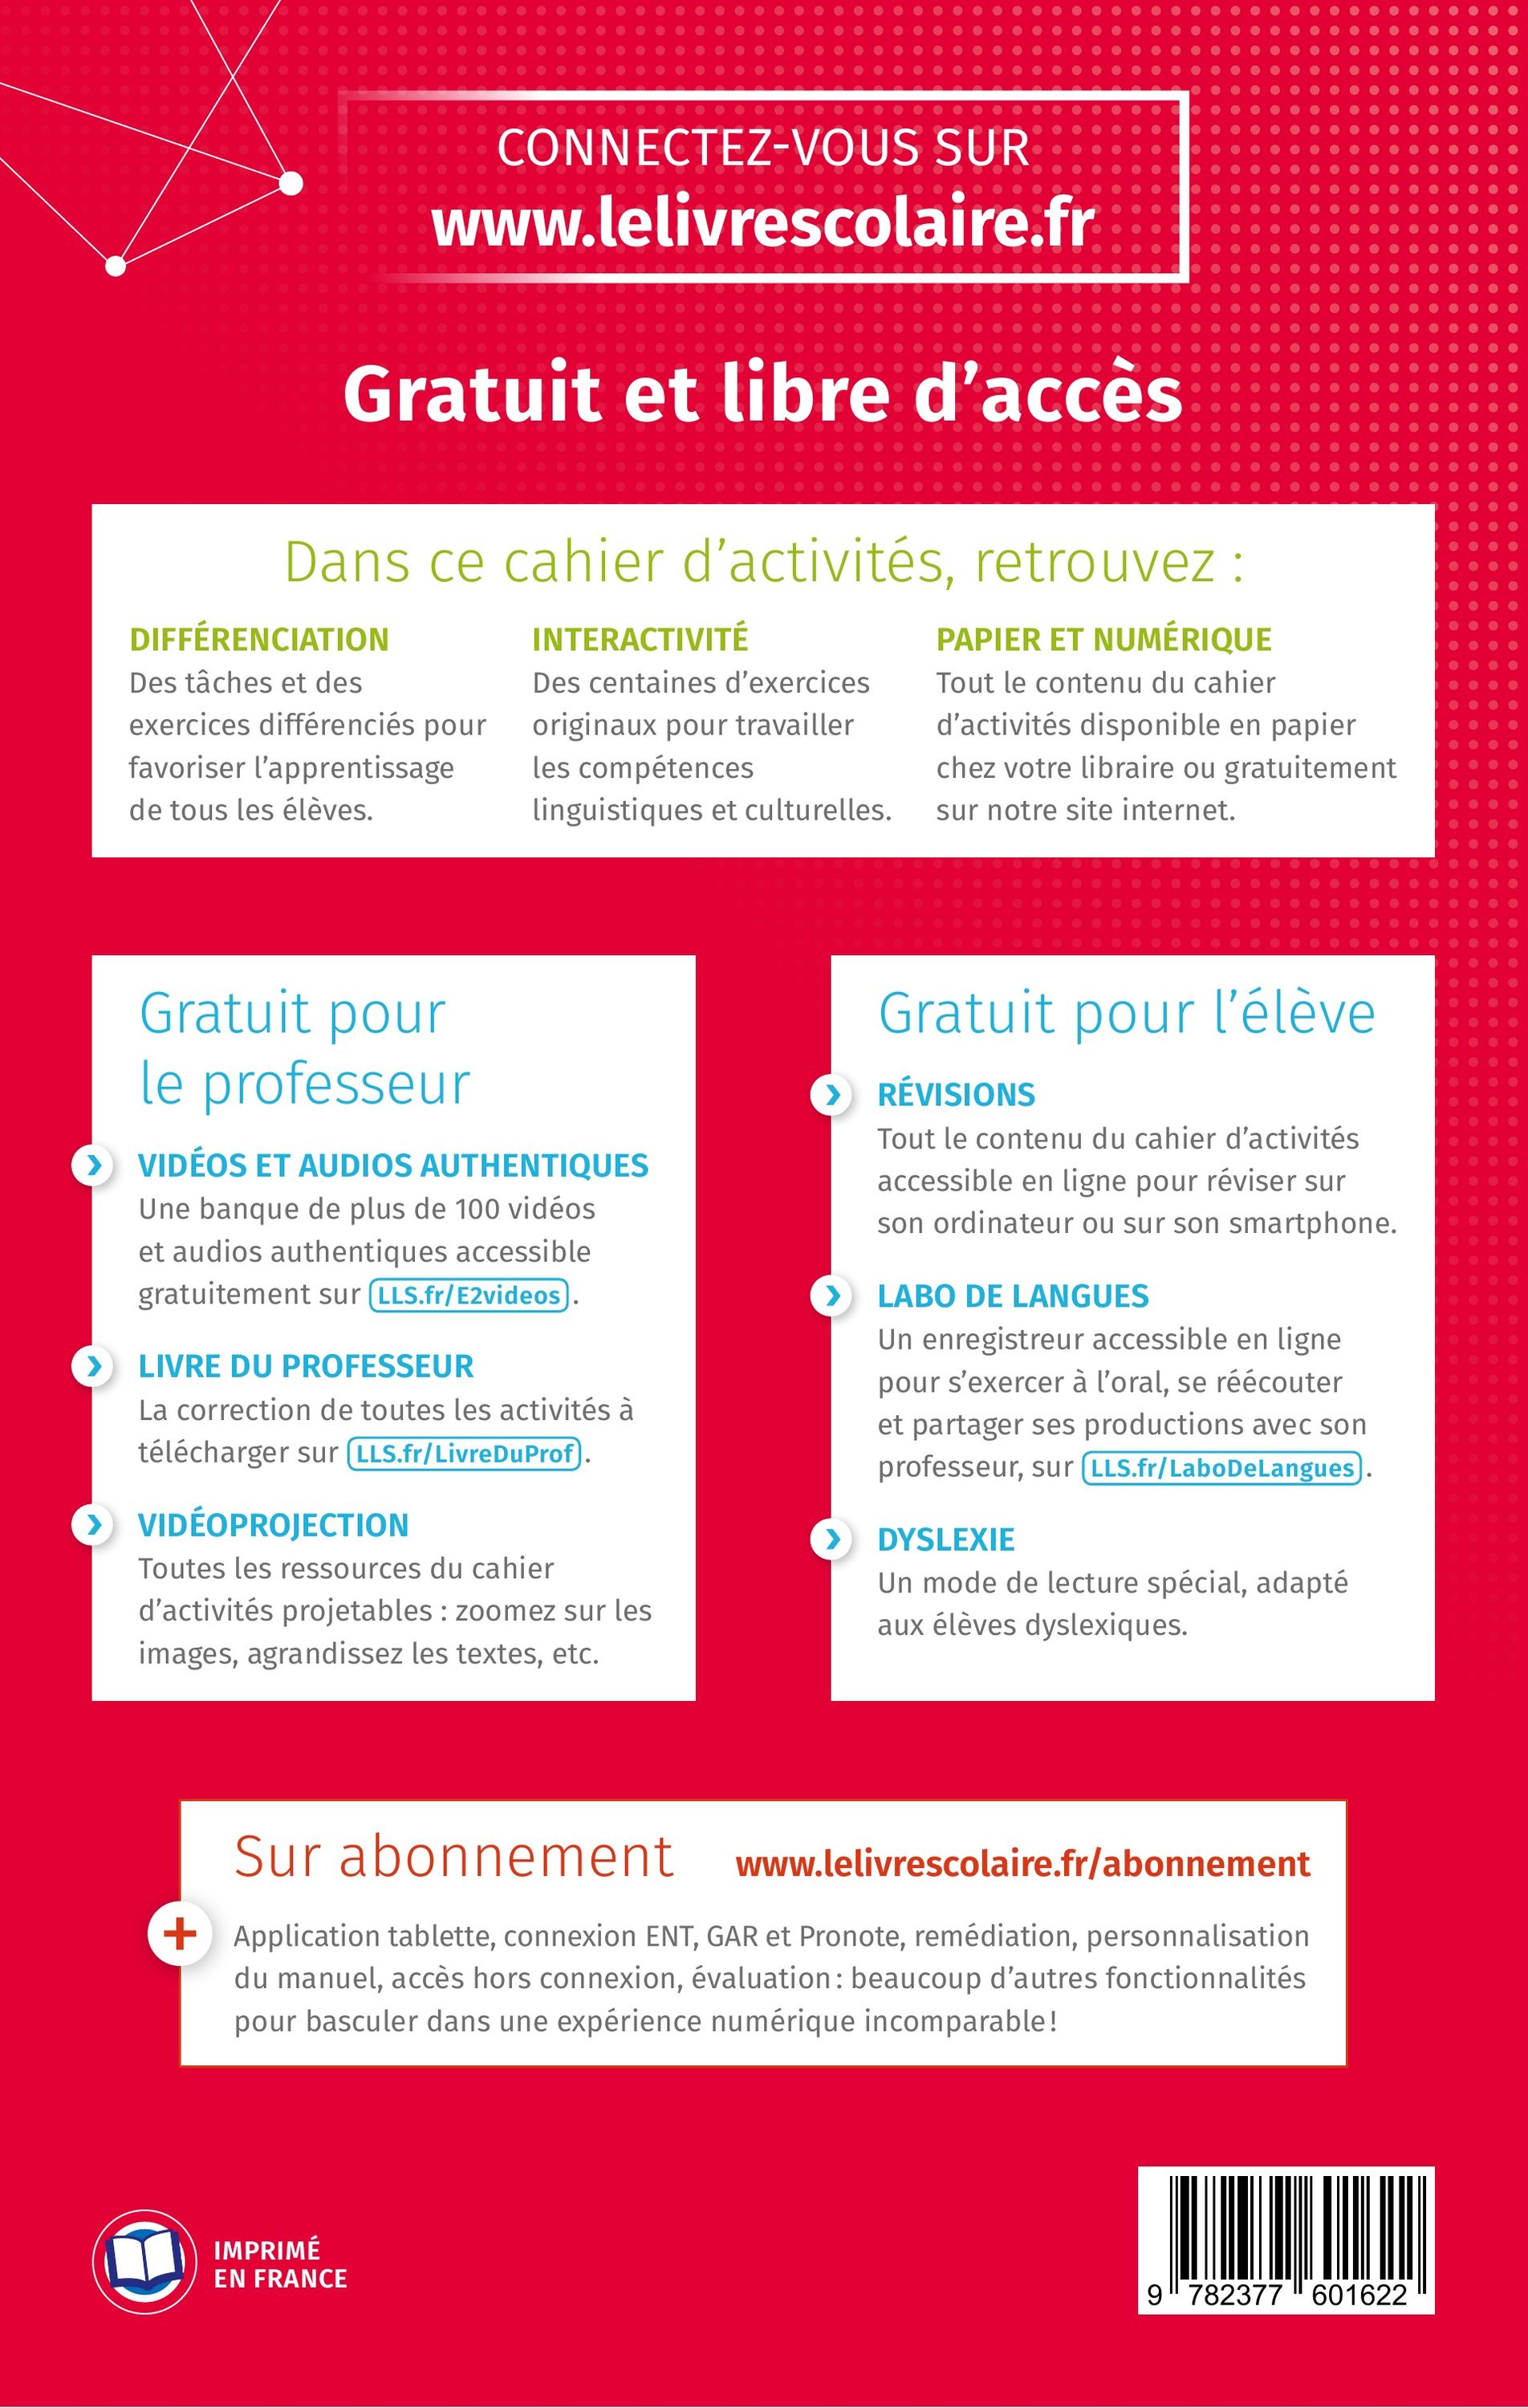 CONNECTEZ-VOUS SUR
www.lelivrescolaire.fr
Gratuit et libre d’accès
Dans ce cahier d’activités, retrouvez :
DIFFÉRENCIATION
Des tâches et des
exercices différenciés pour
favoriser l’apprentissage
de tous les élèves.
INTERACTIVITÉ
Des centaines d’exercices
originaux pour travailler
les compétences
linguistiques et culturelles.
PAPIER ET NUMÉRIQUE
Tout le contenu du cahier
d’activités disponible en papier
chez votre libraire ou gratuitement
sur notre site internet.
Gratuit pour
le professeur
VIDÉOS ET AUDIOS AUTHENTIQUES
Une banque de plus de 100 vidéos
et audios authentiques accessible
gratuitement sur LLS.fr/E2videos.
LIVRE DU PROFESSEUR
La correction de toutes les activités à
télécharger sur LLS.fr/LivreDuProf.
VIDÉOPROJECTION
Toutes les ressources du cahier
d’activités projetables : zoomez sur les
images, agrandissez les textes, etc.
Gratuit pour l’élève
RÉVISIONS
Tout le contenu du cahier d’activités
accessible en ligne pour réviser sur
son ordinateur ou sur son smartphone.
LABO DE LANGUES
Un enregistreur accessible en ligne
pour s’exercer à l’oral, se réécouter
et partager ses productions avec son
professeur, sur LLS.fr/LaboDeLangues.
DYSLEXIE
Un mode de lecture spécial, adapté
aux élèves dyslexiques.
Sur abonnement www.lelivrescolaire.fr/abonnement
Application tablette, connexion ENT, GAR et Pronote, remédiation, personnalisation
du manuel, accès hors connexion, évaluation : beaucoup d’autres fonctionnalités
pour basculer dans une expérience numérique incomparable !
IMPRIMÉ
EN FRANCE
9 782377 601622